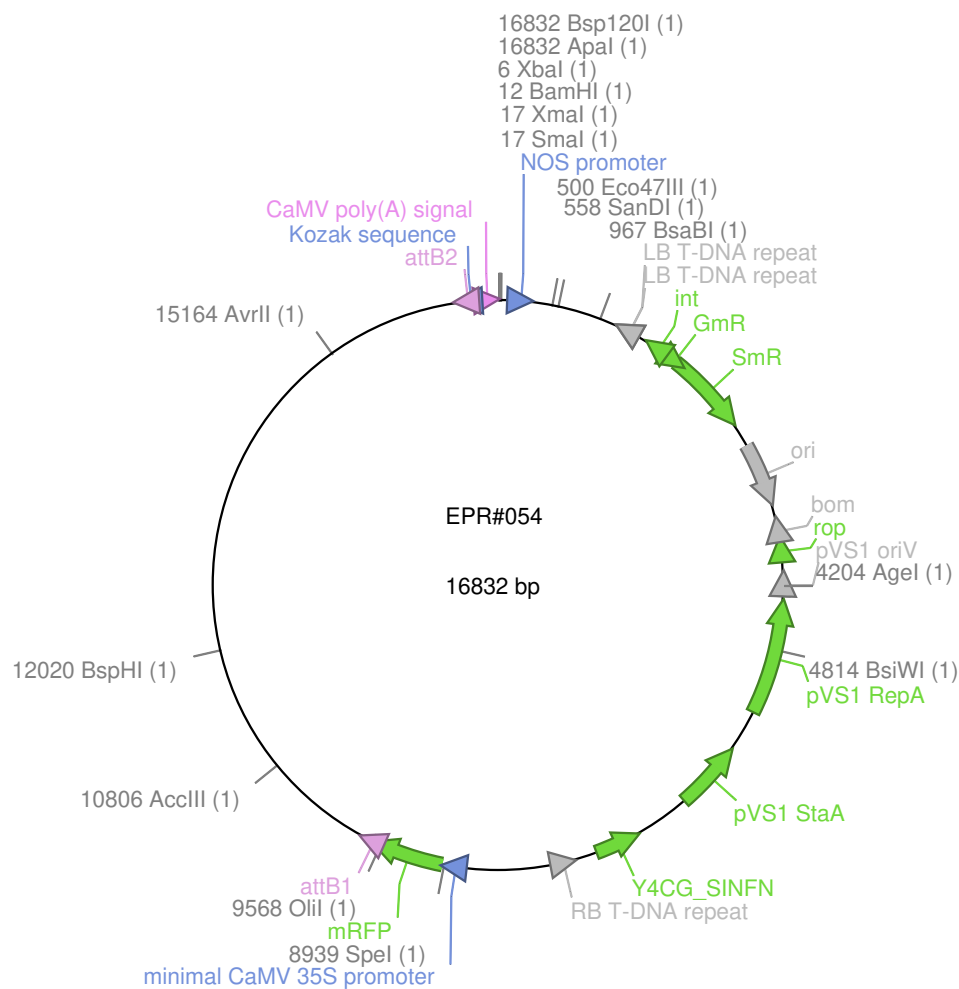 16832 Bsp120I (1)
16832 ApaI (1)
6 XbaI (1)
12 BamHI (1)
17 XmaI (1)
17 SmaI (1)
NOS promoter
500 Eco47III (1)
558 SanDI (1)
967 BsaBI (1)
LB T-DNA repeat
LB T-DNA repeat
int
GmR
SmR
ori
bom
rop
pVS1 oriV
4204 AgeI (1)
4814 BsiWI (1)
pVS1 RepA
pVS1 StaA
Y4CG_SINFN
RB T-DNA repeat
minimal CaMV 35S promoter
8939 SpeI (1)
mRFP
9568 OliI (1)
attB1
10806 AccIII (1)
12020 BspHI (1)
15164 AvrII (1)
attB2
Kozak sequence
CaMV poly(A) signal
EPR#054
16832 bp